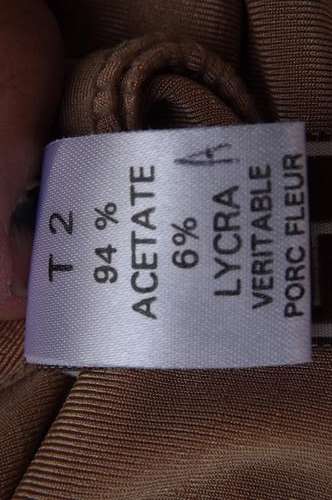 T 2
94 %
ACETATE
6%
LYCRA A
VERITABLE
PORC FLEUR